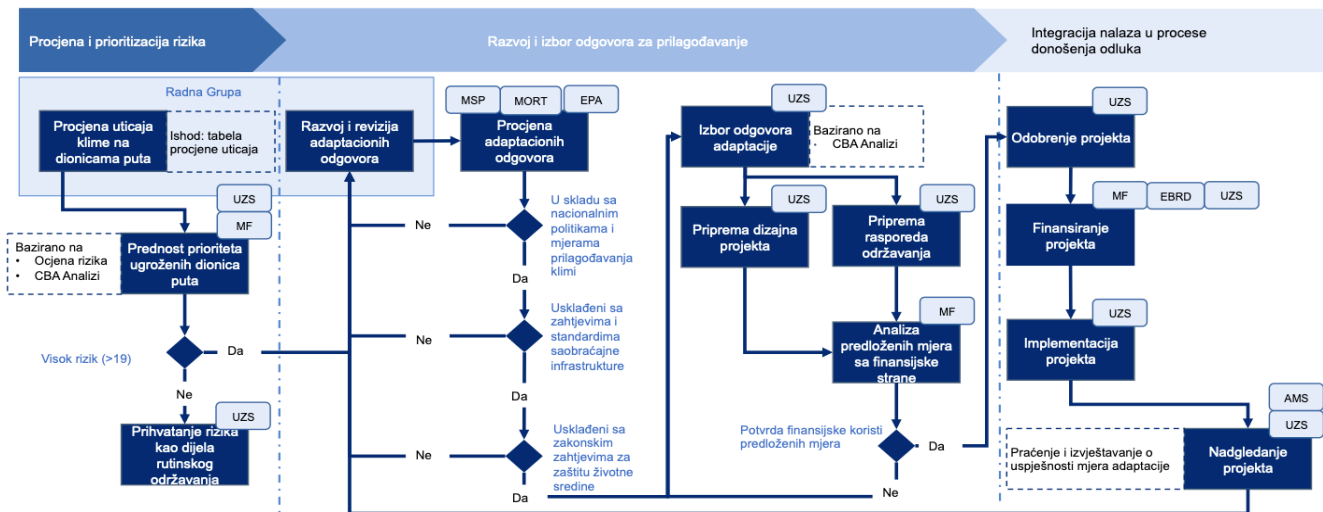 Procjena i prioritizacija rizika
Razvoj i izbor odgovora za prilagođavanje
Integracija nalaza u procese
donošenja odluka
Radna Grupa
Procjena uticaja
klime na
dionicama puta
Ishod: tabela
procjene uticaja
UZS
MF
Bazirano na
• Ocjena rizika
• CBA Analizi
Prednost prioriteta
ugroženih dionica
puta
Visok rizik (>19)
Da
Ne
UZS
Prihvatanje rizika
kao dijela
rutinskog
održavanja
Razvoj i revizija
adaptacionih
odgovora
MSP
MORT
EPA
Procjena
adaptacionih
odgovora
Ne
U skladu sa
nacionalnim
politikama i
mjerama
prilagođavanja
klimi
Da
Ne
Usklađeni sa
zahtjevima i
standardima
saobraćajne
infrastrukture
Da
Ne
Usklađeni sa
zakonskim
zahtjevima za
zaštitu životne
sredine
Da
UZS
Izbor odgovora
adaptacije
Bazirano na
· CBA Analizi
UZS
Priprema dizajna
projekta
UZS
Priprema
rasporeda
održavanja
MF
Analiza
predloženih mjera
sa finansijske
strane
Potvrda finansijske koristi
predloženih mjera
Da
Ne
UZS
Odobrenje projekta
MF
EBRD
UZS
Finansiranje
projekta
UZS
Implementacija
projekta
AMS
UZS
Praćenje i izvještavanje o
uspješnosti mjera adaptacije
Nadgledanje
projekta